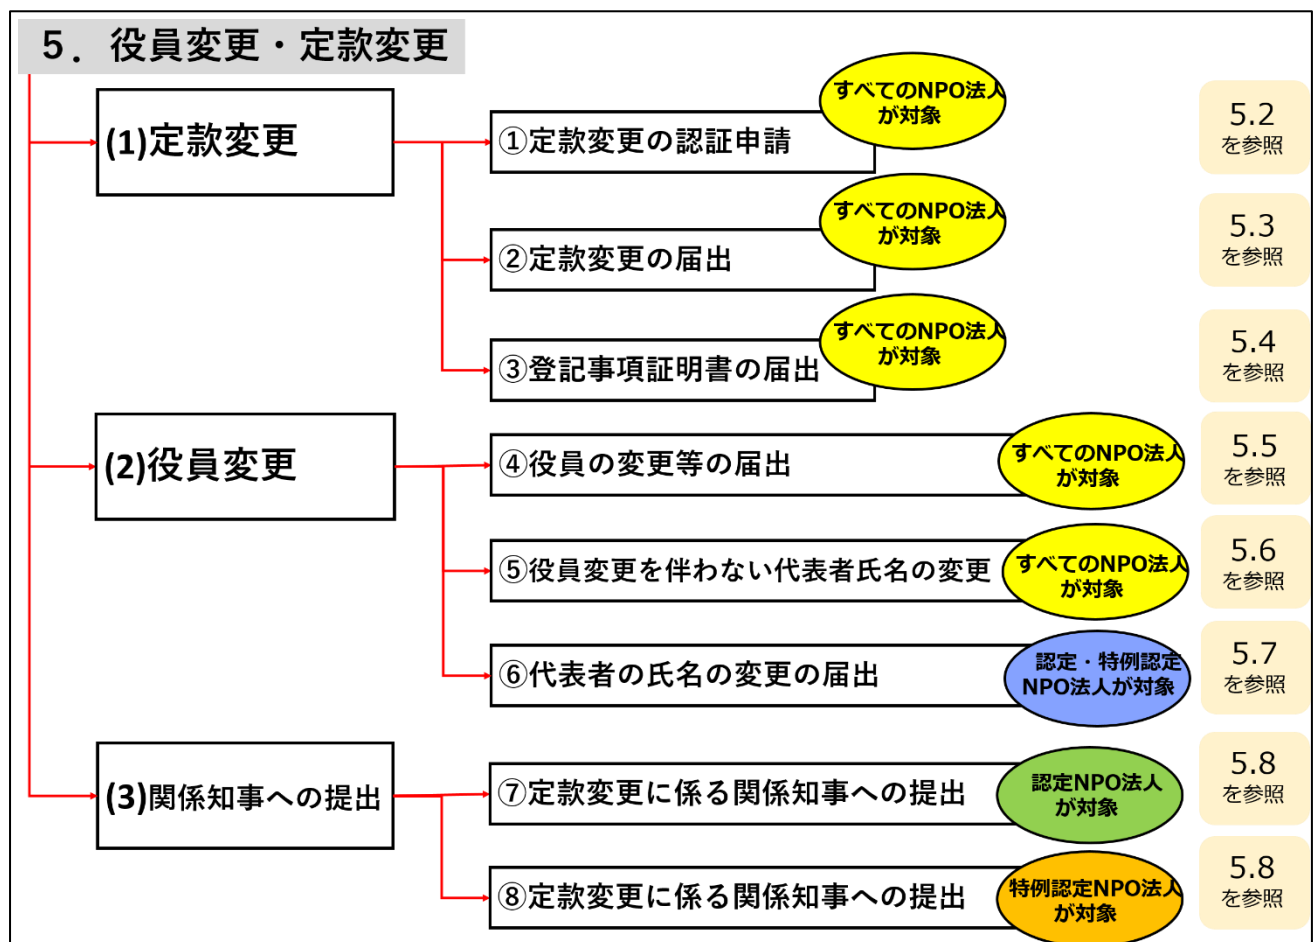 5．役員変更・定款変更
(1)定款変更
①定款変更の認証申請
すべてのNPO法人
が対象
5.2
を参照
②定款変更の届出
すべてのNPO法人
が対象
5.3
を参照
③登記事項証明書の届出
すべてのNPO法人
が対象
5.4
を参照
(2)役員変更
④役員の変更等の届出
すべてのNPO法人
が対象
5.5
を参照
⑤役員変更を伴わない代表者氏名の変更
すべてのNPO法人
が対象
5.6
を参照
⑥代表者の氏名の変更の届出
認定・特例認定
NPO法人が対象
5.7
を参照
(3)関係知事への提出
⑦定款変更に係る関係知事への提出
認定NPO法人
が対象
5.8
を参照
⑧定款変更に係る関係知事への提出
特例認定NPO法人
が対象
5.8
を参照